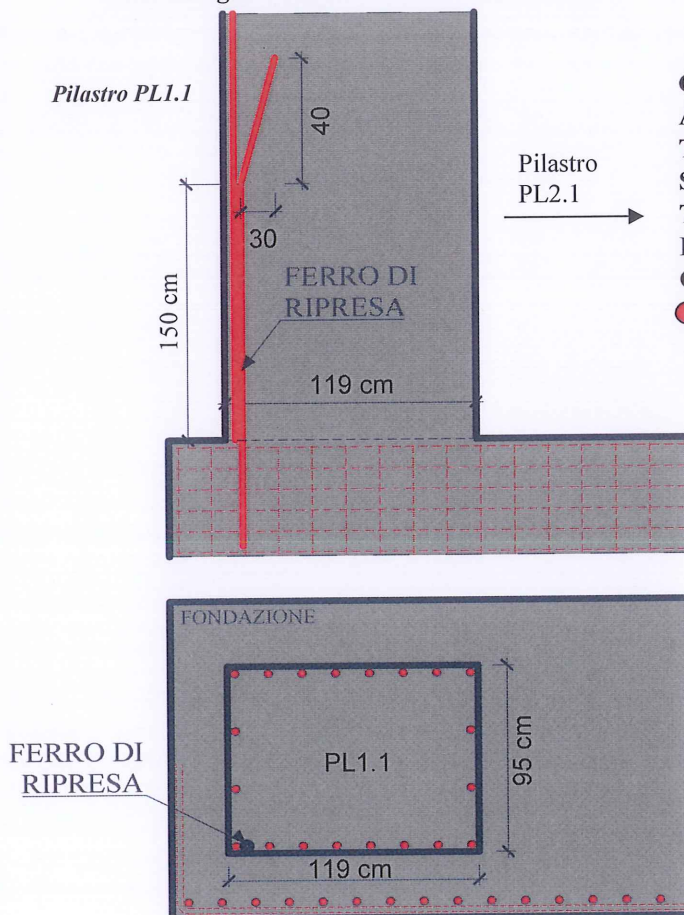 Pilastro PL1.1
40
Pilastro
PL2.1
30
150 cm
FERRO DI
RIPRESA
119 cm
FONDAZIONE
PL1.1
95 cm
FERRO DI
RIPRESA
119 cm